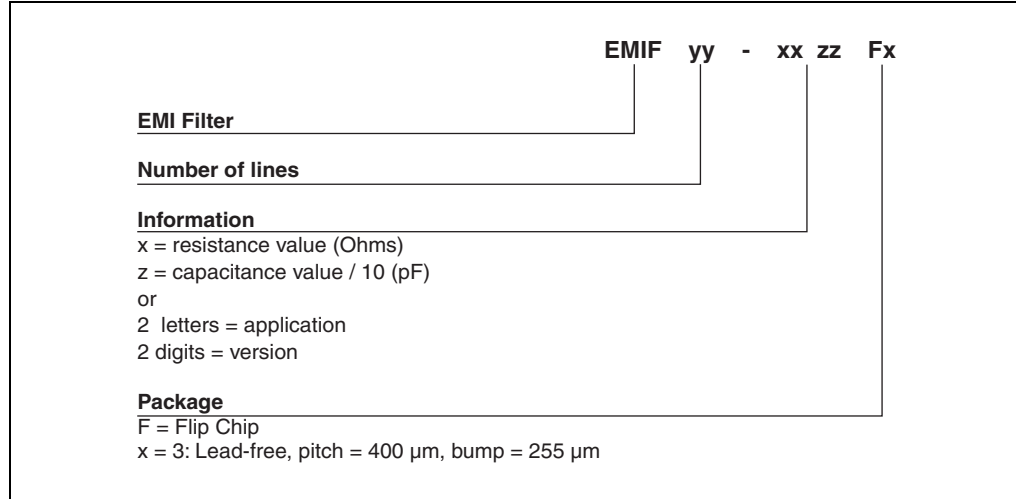 EMIF yy - xx zz Fx
EMI Filter
Number of lines
Information
x = resistance value (Ohms)
z = capacitance value / 10 (pF)
or
2 letters = application
2 digits = version
Package
F = Flip Chip
x = 3: Lead-free, pitch = 400 µm, bump = 255 µm